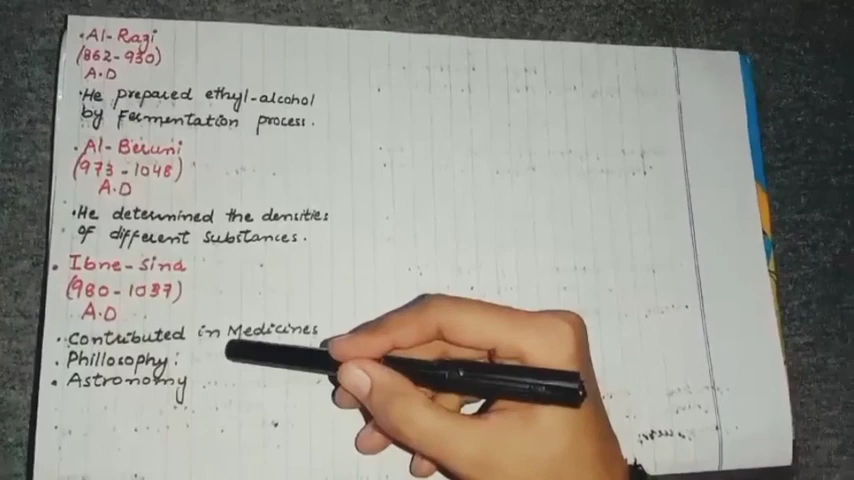 • Al-Razi
(862-930)
A.D
• He prepared ethyl-alcohol
by Fermentation process.
• Al-Beruni
(973-1048)
A.D
• He determined the densities
of different substances.
• Ibne-Sina
(980-1037)
A.D
• Contributed in Medicines
• Phillosophy:
• Astronomy